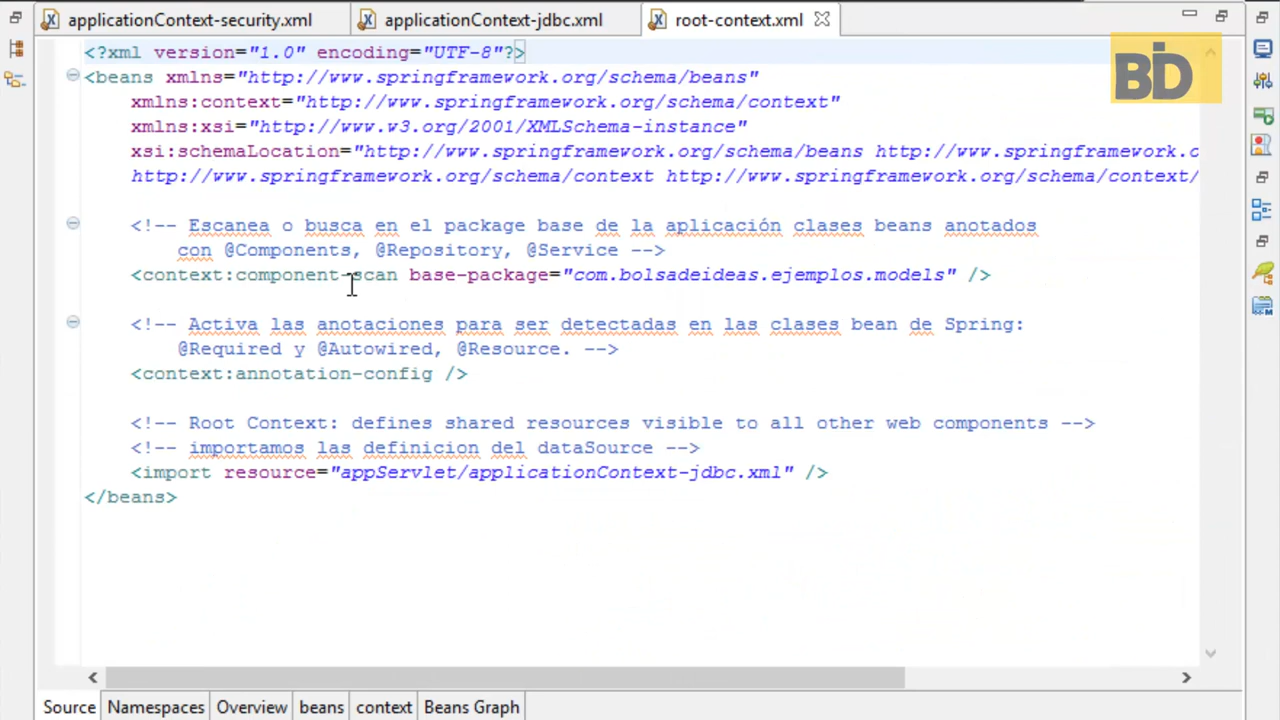 applicationContext-security.xml applicationContext-jdbc.xml root-context.xml
<?xml version="1.0" encoding="UTF-8"?>
BD
<beans xmlns="http://www.springframework.org/schema/beans"
xmlns:context="http://www.springframework.org/schema/context"
xmlns:xsi="http://www.w3.org/2001/XMLSchema-instance"
xsi:schemaLocation="http://www.springframework.org/schema/beans http://www.springframework.c
http://www.springframework.org/schema/context http://www.springframework.org/schema/context/
<!-- Escanea o busca en el package base de la aplicación clases beans anotados
con @Components, @Repository, @Service -->
<context:component-scan base-package="com.bolsadeideas.ejemplos.models" />
<!-- Activa las anotaciones para ser detectadas en las clases bean de Spring:
@Required y @Autowired, @Resource. -->
<context:annotation-config />
<!-- Root Context: defines shared resources visible to all other web components -->
<!-- importamos las definicion del dataSource -->
<import resource="appServlet/applicationContext-jdbc.xml" />
</beans>
Source Namespaces Overview beans context Beans Graph